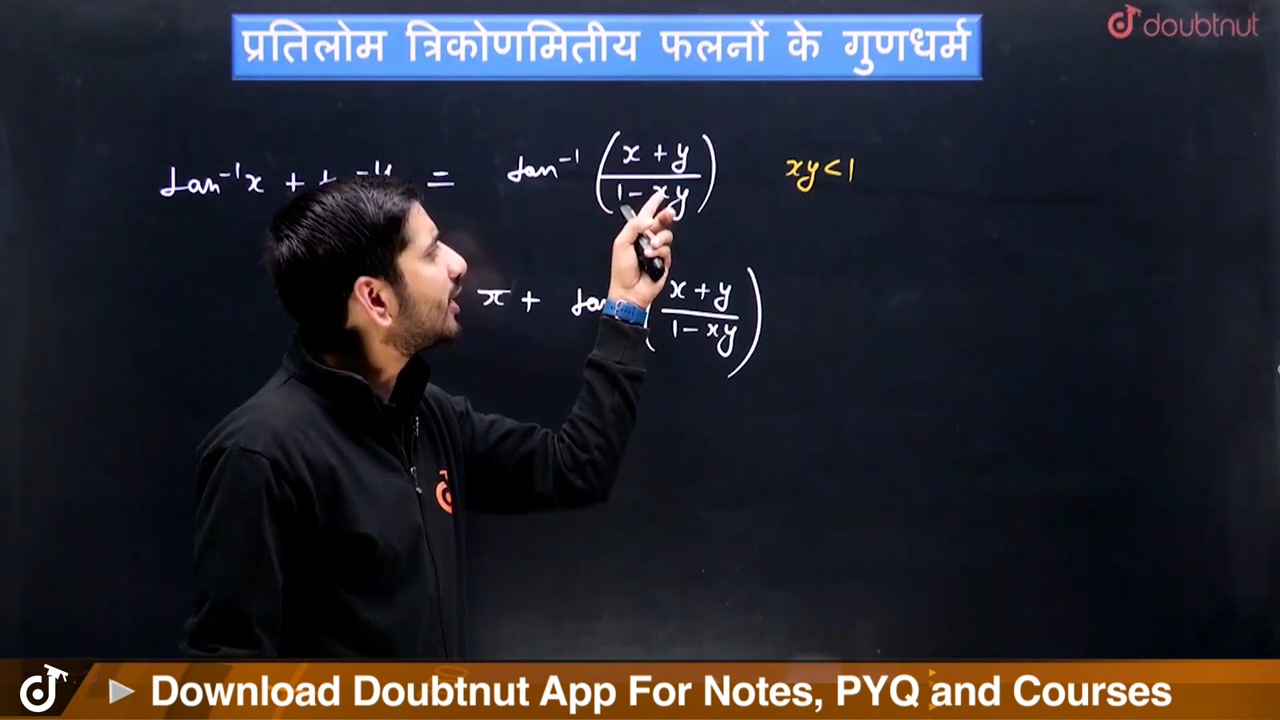 doubtnut
प्रतिलोम त्रिकोणमितीय फलनों के गुणधर्म
tan⁻¹x + = tan⁻¹ (x + y / 1 - xy) xy < 1
π + (x + y / 1 - xy)
Download Doubtnut App For Notes, PYQ and Courses